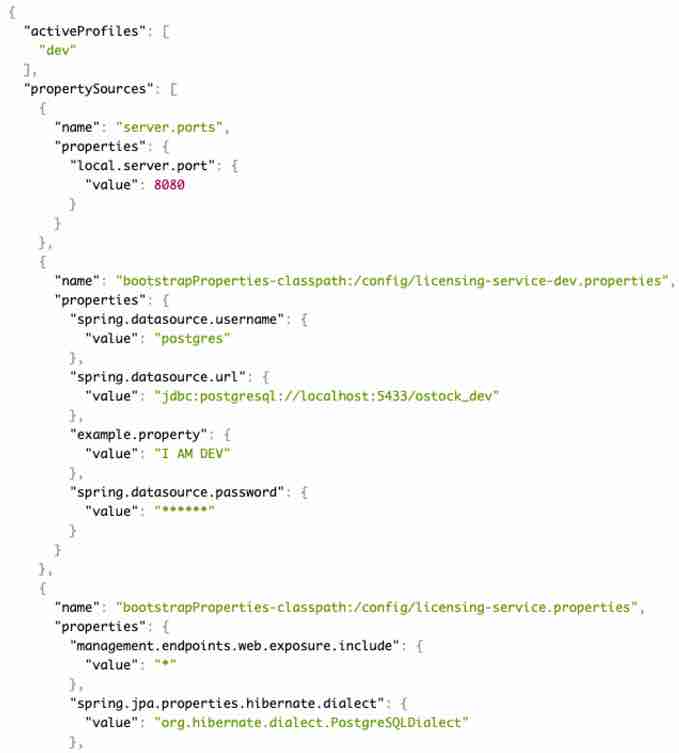 {
"activeProfiles": [
"dev"
],
"propertySources": [
{
"name": "server.ports",
"properties": {
"local.server.port": {
"value": 8080
}
}
},
{
"name": "bootstrapProperties-classpath:/config/licensing-service-dev.properties",
"properties": {
"spring.datasource.username": {
"value": "postgres"
},
"spring.datasource.url": {
"value": "jdbc:postgresql://localhost:5433/ostock_dev"
},
"example.property": {
"value": "I AM DEV"
},
"spring.datasource.password": {
"value": "******"
}
}
},
{
"name": "bootstrapProperties-classpath:/config/licensing-service.properties",
"properties": {
"management.endpoints.web.exposure.include": {
"value": "*"
},
"spring.jpa.properties.hibernate.dialect": {
"value": "org.hibernate.dialect.PostgreSQLDialect"
},